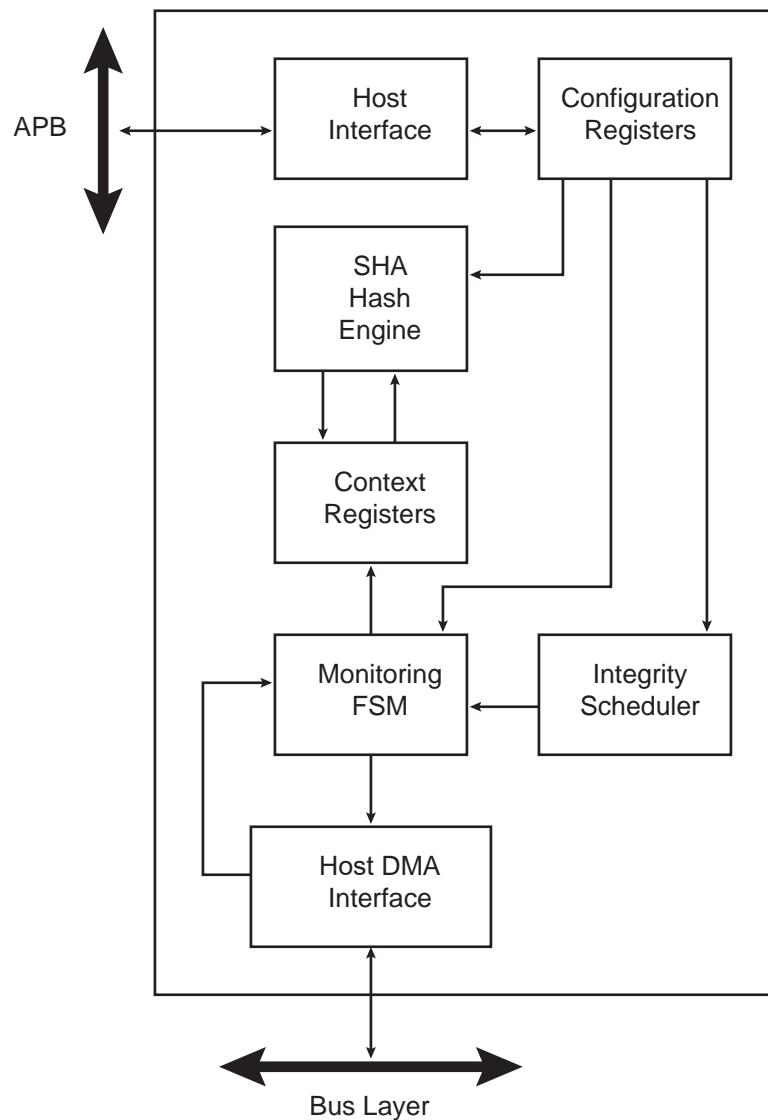 APB
Host
Interface
Configuration
Registers
SHA
Hash
Engine
Context
Registers
Monitoring
FSM
Integrity
Scheduler
Host DMA
Interface
Bus Layer